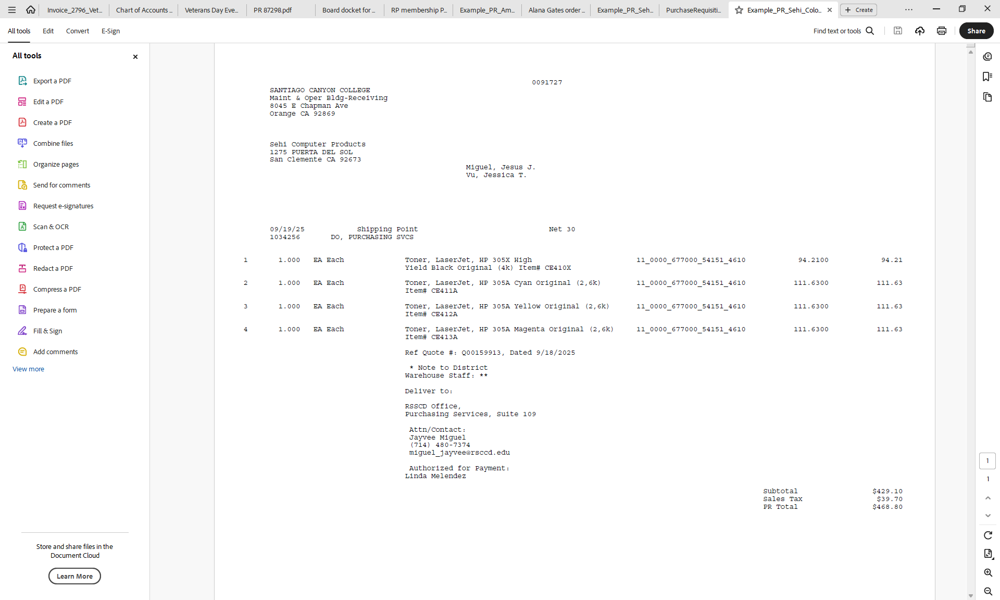 Invoice_2796_Vet...
Chart of Accounts ...
Veterans Day Eve...
PR 87298.pdf
Board docket for ...
RP membership P...
Example_PR_Am...
Alana Gates order ...
Example_PR_Seh...
PurchaseRequisiti...
Example_PR_Sehi_Colo...
Create
All tools
Edit
Convert
E-Sign
Find text or tools
Share
All tools
Export a PDF
Edit a PDF
Create a PDF
Combine files
Organize pages
Send for comments
Request e-signatures
Scan & OCR
Protect a PDF
Redact a PDF
Compress a PDF
Prepare a form
Fill & Sign
Add comments
View more
Store and share files in the
Document Cloud
Learn More
0091727
SANTIAGO CANYON COLLEGE
Maint & Oper Bldg-Receiving
8045 E Chapman Ave
Orange CA 92869
Sehi Computer Products
1275 PUERTA DEL SOL
San Clemente CA 92673
Miguel, Jesus J.
Vu, Jessica T.
09/19/25 Shipping Point Net 30
1034256 DO, PURCHASING SVCS
1 1.000 EA Each Toner, LaserJet, HP 305X High 11_0000_677000_54151_4610 94.2100 94.21
Yield Black Original (4k) Item# CE410X
2 1.000 EA Each Toner, LaserJet, HP 305A Cyan Original (2,6k) 11_0000_677000_54151_4610 111.6300 111.63
Item# CE411A
3 1.000 EA Each Toner, LaserJet, HP 305A Yellow Original (2,6k) 11_0000_677000_54151_4610 111.6300 111.63
Item# CE412A
4 1.000 EA Each Toner, LaserJet, HP 305A Magenta Original (2,6k) 11_0000_677000_54151_4610 111.6300 111.63
Item# CE413A
Ref Quote #: Q00159913, Dated 9/18/2025
* Note to District
Warehouse Staff: **
Deliver to:
RSSCD Office,
Purchasing Services, Suite 109
Attn/Contact:
Jayvee Miguel
(714) 480-7374
miguel_jayvee@rsccd.edu
Authorized for Payment:
Linda Melendez
Subtotal $429.10
Sales Tax $39.70
PR Total $468.80
1
1